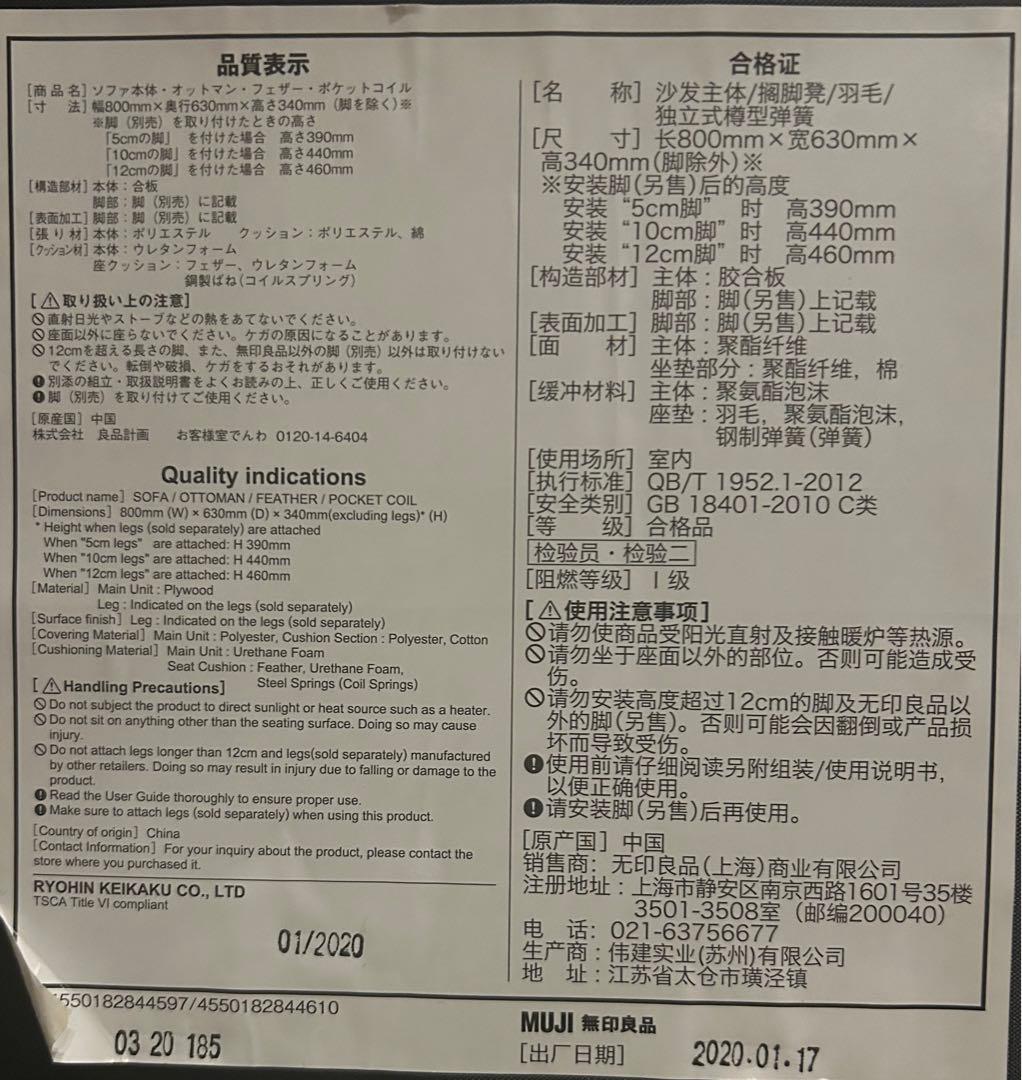 品質表示
[商品名] ソファ本体・オットマン・フェザー・ポケットコイル
[寸　法] 幅800mm×奥行630mm×高さ340mm（脚を除く）※
※脚（別売）を取り付けたときの高さ
「5cmの脚」 を付けた場合　高さ390mm
「10cmの脚」を付けた場合　高さ440mm
「12cmの脚」を付けた場合　高さ460mm
[構造部材] 本体：合板
脚部：脚（別売）に記載
[表面加工] 脚部：脚（別売）に記載
[張り材] 本体：ポリエステル　クッション：ポリエステル、綿
[クッション材] 本体：ウレタンフォーム
座クッション：フェザー、ウレタンフォーム
鋼製ばね（コイルスプリング）
[⚠取り扱い上の注意]
🚫直射日光やストーブなどの熱をあてないでください。
🚫座面以外に座らないでください。ケガの原因になることがあります。
🚫12cmを超える長さの脚、また、無印良品以外の脚（別売）以外は取り付けない
でください。転倒や破損、ケガをするおそれがあります。
❗別添の組立・取扱説明書をよくお読みの上、正しくご使用ください。
❗脚（別売）を取り付けてご使用ください。
[原産国] 中国
株式会社　良品計画　　お客様室でんわ 0120-14-6404
Quality indications
[Product name] SOFA / OTTOMAN / FEATHER / POCKET COIL
[Dimensions] 800mm (W) × 630mm (D) × 340mm(excluding legs)* (H)
* Height when legs (sold separately) are attached
When "5cm legs" are attached: H 390mm
When "10cm legs" are attached: H 440mm
When "12cm legs" are attached: H 460mm
[Material] Main Unit : Plywood
Leg : Indicated on the legs (sold separately)
[Surface finish] Leg : Indicated on the legs (sold separately)
[Covering Material] Main Unit : Polyester, Cushion Section : Polyester, Cotton
[Cushioning Material] Main Unit : Urethane Foam
Seat Cushion : Feather, Urethane Foam,
Steel Springs (Coil Springs)
[⚠Handling Precautions]
🚫Do not subject the product to direct sunlight or heat source such as a heater.
🚫Do not sit on anything other than the seating surface. Doing so may cause
injury.
🚫Do not attach legs longer than 12cm and legs(sold separately) manufactured
by other retailers. Doing so may result in injury due to falling or damage to the
product.
❗Read the User Guide thoroughly to ensure proper use.
❗Make sure to attach legs (sold separately) when using this product.
[Country of origin] China
[Contact Information] For your inquiry about the product, please contact the
store where you purchased it.
RYOHIN KEIKAKU CO., LTD
TSCA Title VI compliant
01/2020
550182844597/4550182844610
03 20 185
合格证
[名　　称] 沙发主体/搁脚凳/羽毛/
独立式樽型弹簧
[尺　　寸] 长800mm×宽630mm×
高340mm(脚除外)※
※安装脚(另售)后的高度
安装“5cm脚” 时　高390mm
安装“10cm脚”时　高440mm
安装“12cm脚”时　高460mm
[构造部材] 主体：胶合板
脚部：脚(另售)上记载
[表面加工] 脚部：脚(另售)上记载
[面　　材] 主体：聚酯纤维
坐垫部分：聚酯纤维，棉
[缓冲材料] 主体：聚氨酯泡沫
座垫：羽毛，聚氨酯泡沫，
钢制弹簧(弹簧)
[使用场所] 室内
[执行标准] QB/T 1952.1-2012
[安全类别] GB 18401-2010 C类
[等　　级] 合格品
检验员・检验二
[阻燃等级] Ⅰ级
[⚠使用注意事项]
🚫请勿使商品受阳光直射及接触暖炉等热源。
🚫请勿坐于座面以外的部位。否则可能造成受
伤。
🚫请勿安装高度超过12cm的脚及无印良品以
外的脚(另售)。否则可能会因翻倒或产品损
坏而导致受伤。
❗使用前请仔细阅读另附组装/使用说明书，
以便正确使用。
❗请安装脚(另售)后再使用。
[原产国] 中国
销售商：无印良品(上海)商业有限公司
注册地址：上海市静安区南京西路1601号35楼
3501-3508室（邮编200040）
电　话：021-63756677
生产商：伟建实业(苏州)有限公司
地　址：江苏省太仓市璜泾镇
MUJI 無印良品
[出厂日期]　2020.01.17